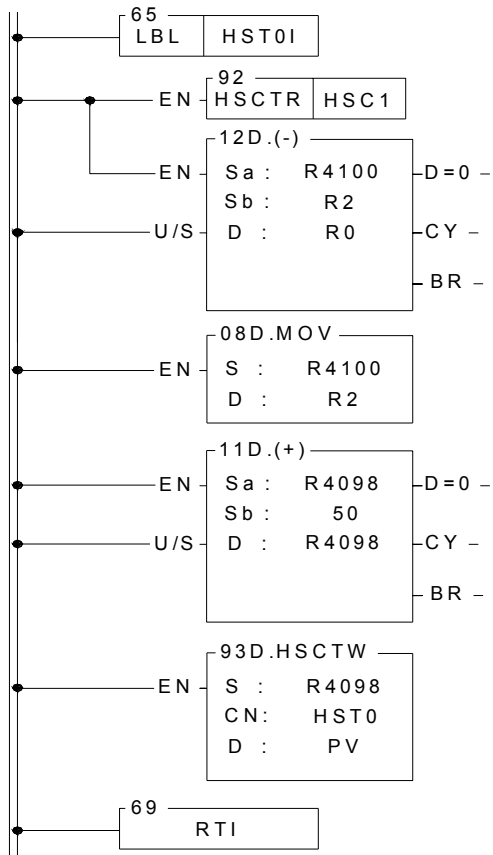 65
LBL HST0I
92
EN HSCTR HSC1
12D.(-)
EN Sa : R4100 D=0
Sb : R2
U/S D : R0 CY
BR
08D.MOV
EN S : R4100
D : R2
11D.(+)
EN Sa : R4098 D=0
Sb : 50
U/S D : R4098 CY
BR
93D.HSCTW
EN S : R4098
CN: HST0
D : PV
69
RTI